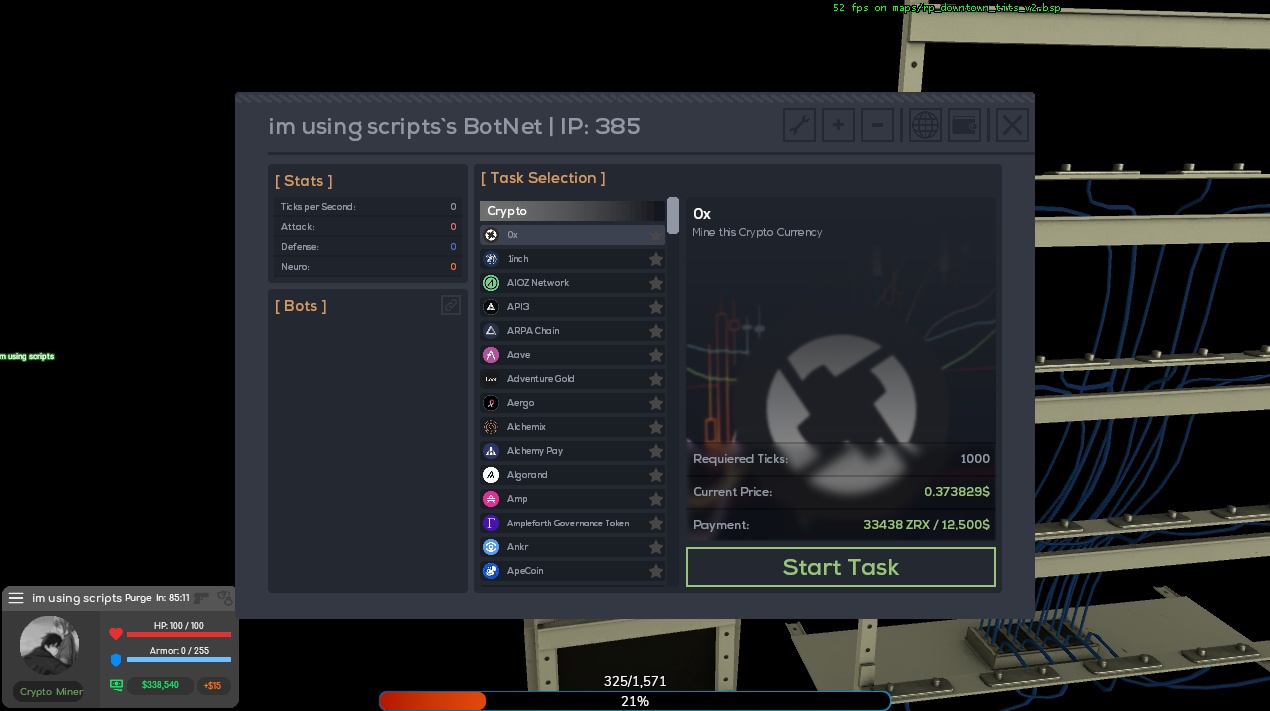 52 fps on maps/rp_downtown_tits_v2.bsp
im using scripts`s BotNet | IP: 385
[ Stats ]
Ticks per Second: 0
Attack: 0
Defense: 0
Neuro: 0
[ Bots ]
[ Task Selection ]
Crypto
0x
1inch
AIOZ Network
API3
ARPA Chain
Aave
Adventure Gold
Aergo
Alchemix
Alchemy Pay
Algorand
Amp
Ampleforth Governance Token
Ankr
ApeCoin
0x
Mine this Crypto Currency
Requiered Ticks: 1000
Current Price: 0.373829$
Payment: 33438 ZRX / 12,500$
Start Task
m using scripts
im using scripts Purge In: 85:11
HP: 100 / 100
Armor: 0 / 255
$338,540 +$15
Crypto Miner
325/1,571
21%